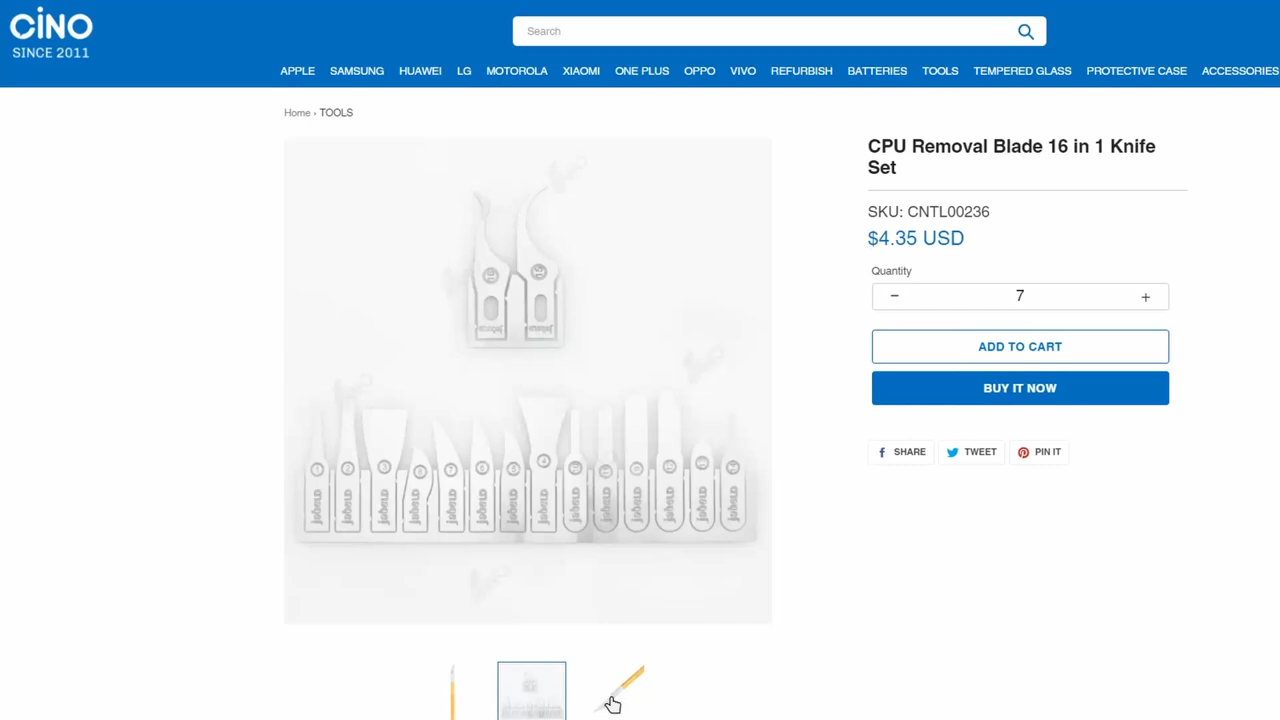 CiNO
SINCE 2011
Search
APPLE SAMSUNG HUAWEI LG MOTOROLA XIAOMI ONE PLUS OPPO VIVO REFURBISH BATTERIES TOOLS TEMPERED GLASS PROTECTIVE CASE ACCESSORIES
Home › TOOLS
CPU Removal Blade 16 in 1 Knife
Set
SKU: CNTL00236
$4.35 USD
Quantity
− 7 +
ADD TO CART
BUY IT NOW
SHARE TWEET PIN IT